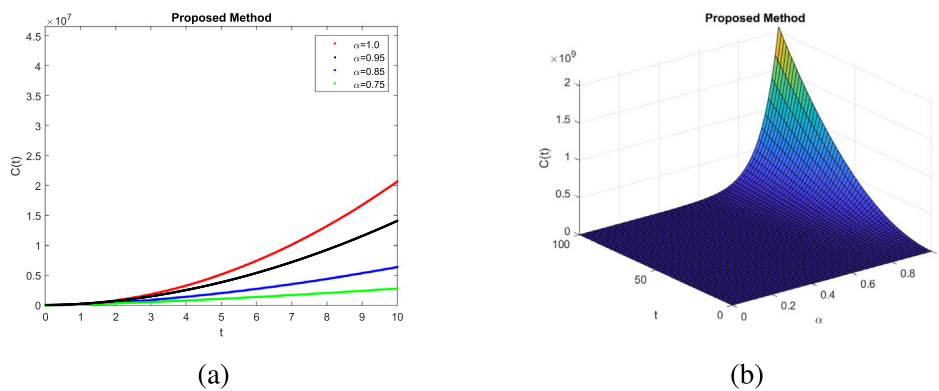 Proposed Method
×10^7
4.5
4
3.5
3
2.5
2
1.5
1
0.5
0
C(t)
α=1.0
α=0.95
α=0.85
α=0.75
0 1 2 3 4 5 6 7 8 9 10
t
(a)
Proposed Method
×10^9
2
1.5
1
0.5
0
C(t)
100
50
0
t
0
0.2
0.4
0.6
0.8
α
(b)